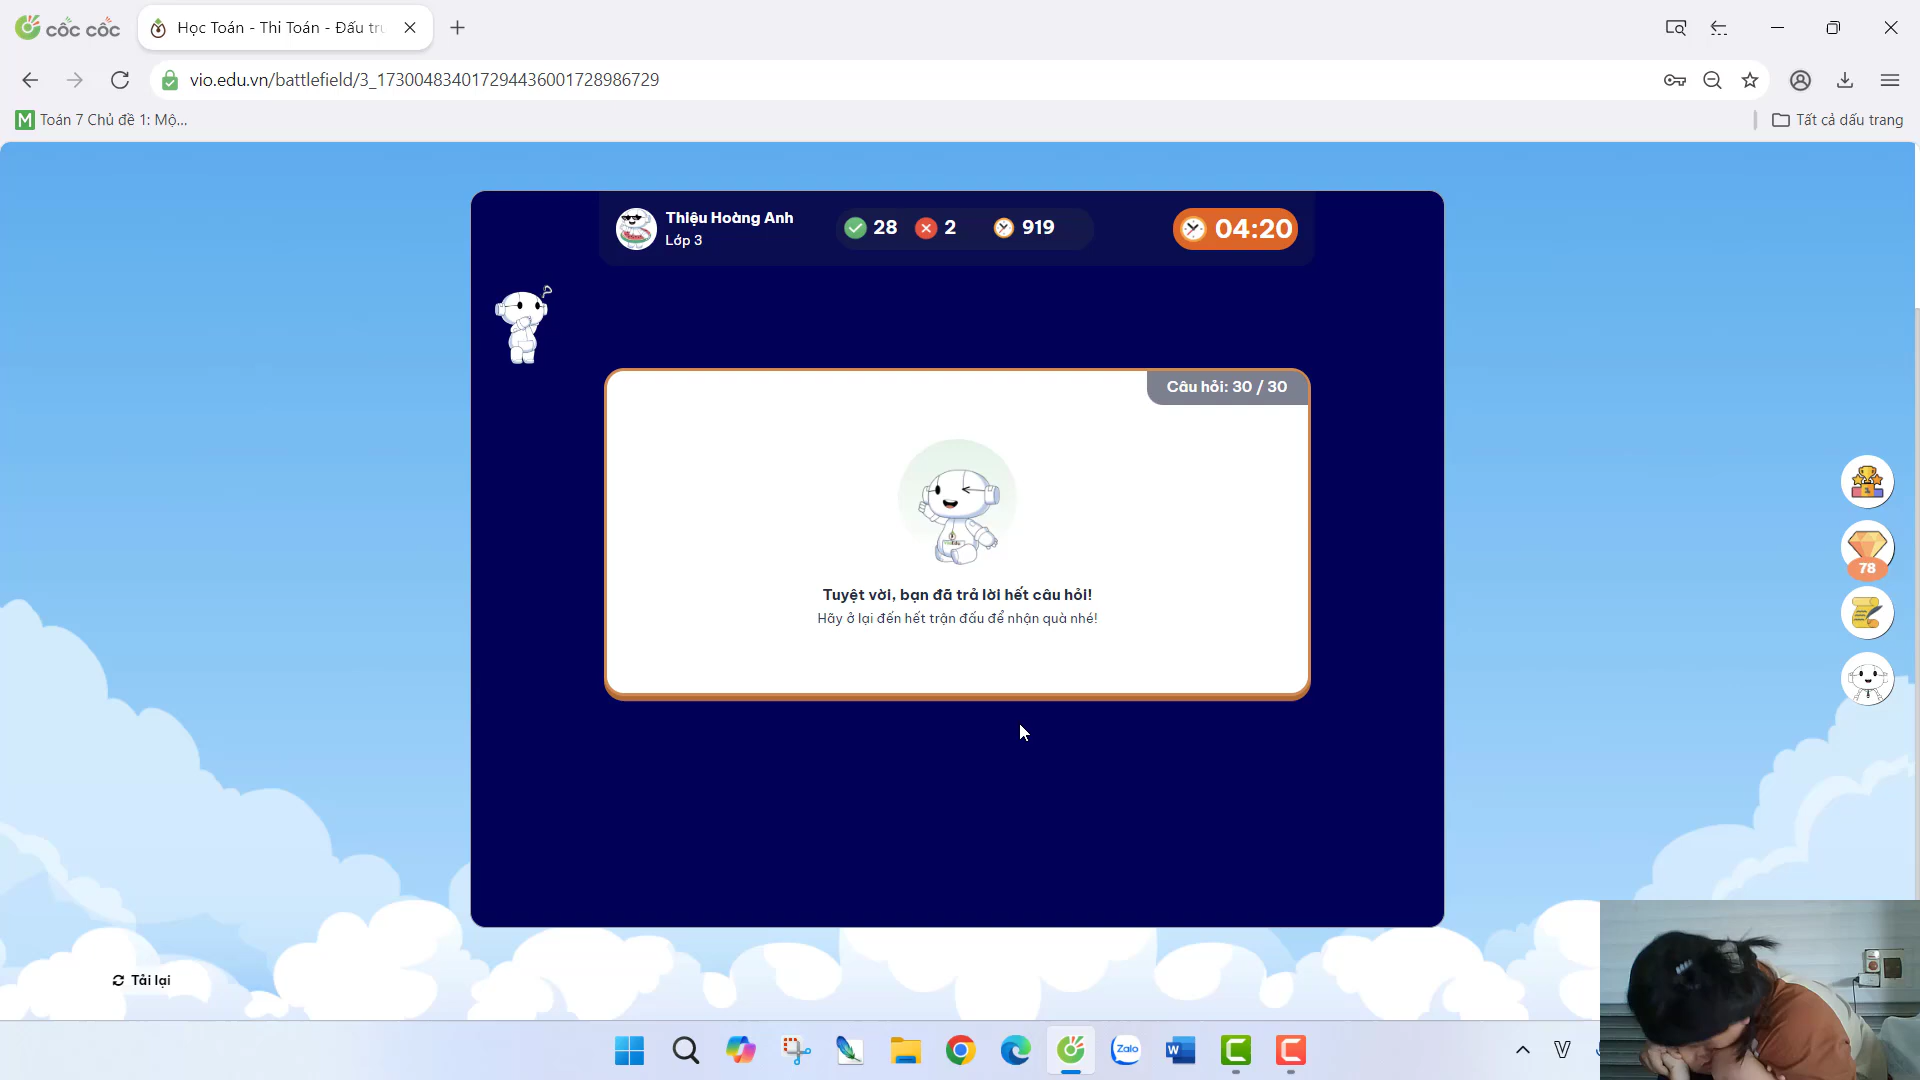 cốc cốc
Học Toán - Thi Toán - Đấu trư
vio.edu.vn/battlefield/3_173004834017294436001728986729
M Toán 7 Chủ đề 1: Mộ...
Tất cả dấu trang
Thiệu Hoàng Anh
Lớp 3
28
2
919
04:20
Câu hỏi: 30 / 30
Tuyệt vời, bạn đã trả lời hết câu hỏi!
Hãy ở lại đến hết trận đấu để nhận quà nhé!
78
Tải lại
Zalo
W
V